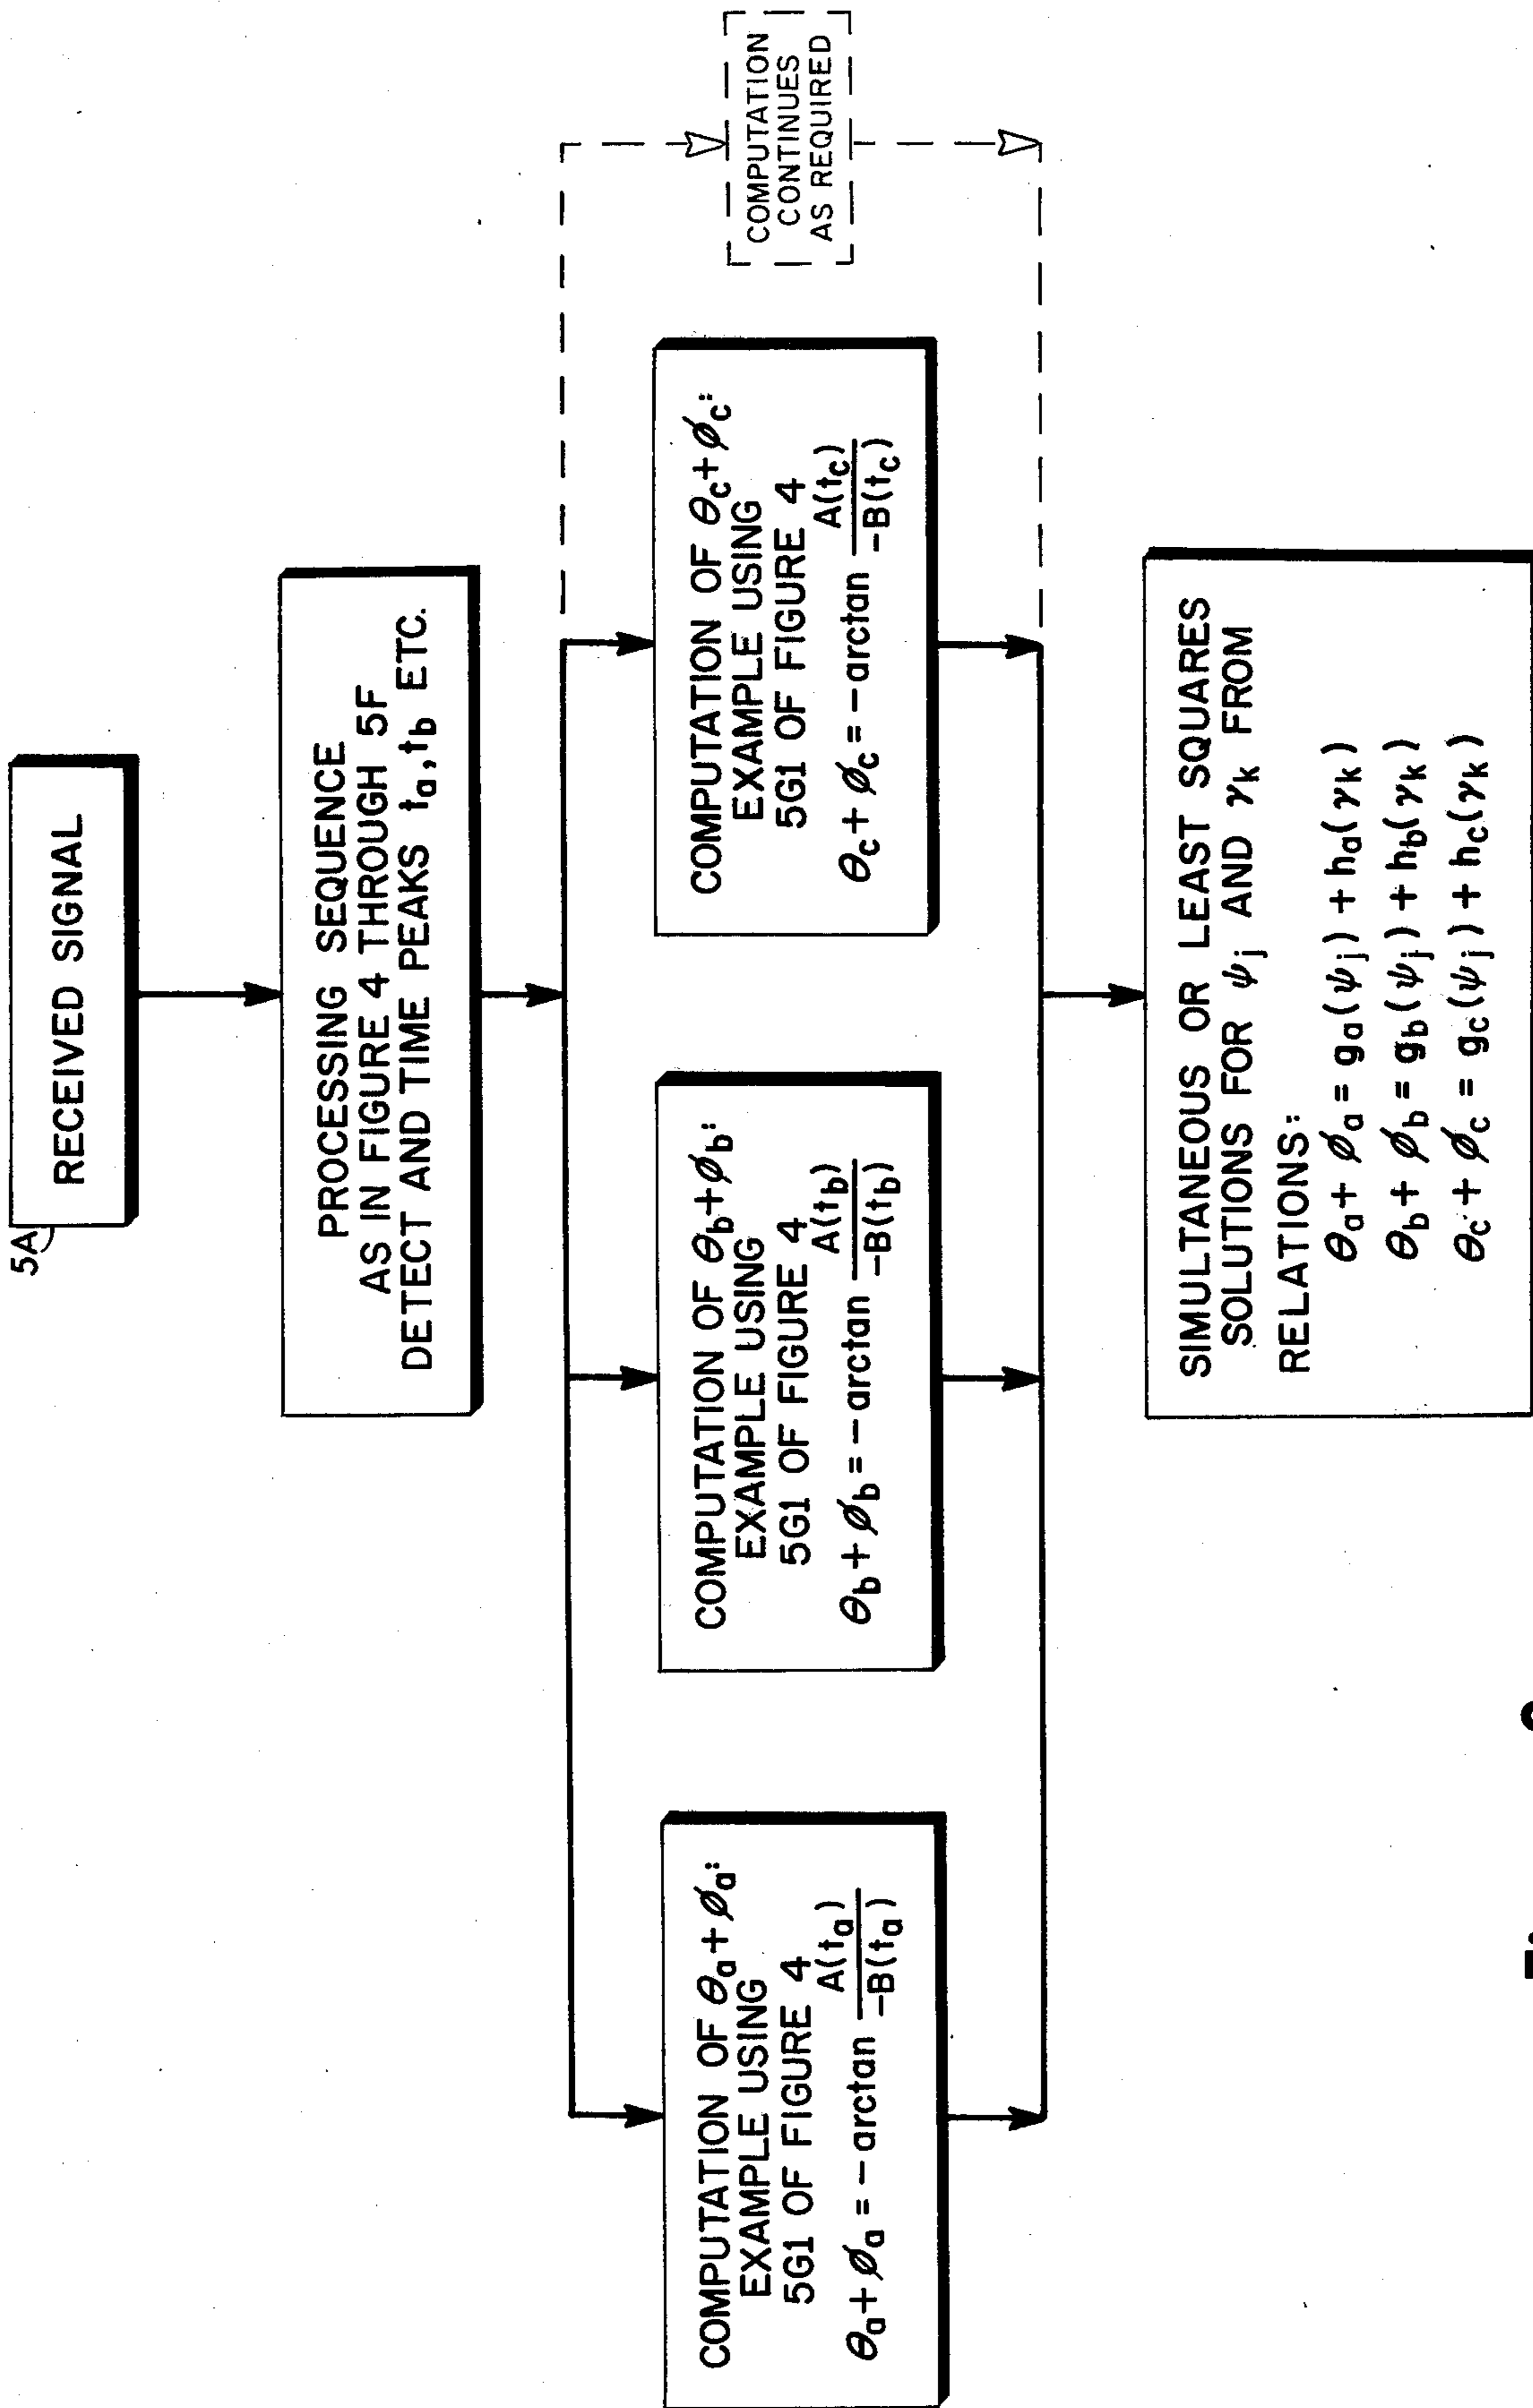 5A
RECEIVED SIGNAL
PROCESSING SEQUENCE
AS IN FIGURE 4 THROUGH 5F
DETECT AND TIME PEAKS ta,tb ETC.
COMPUTATION OF θa+ϕa:
EXAMPLE USING
5G1 OF FIGURE 4
θa+ϕa = −arctan A(ta)/−B(ta)
COMPUTATION OF θb+ϕb:
EXAMPLE USING
5G1 OF FIGURE 4
θb+ϕb = −arctan A(tb)/−B(tb)
COMPUTATION OF θc+ϕc:
EXAMPLE USING
5G1 OF FIGURE 4
θc+ϕc = −arctan A(tc)/−B(tc)
COMPUTATION
CONTINUES
AS REQUIRED
SIMULTANEOUS OR LEAST SQUARES
SOLUTIONS FOR ψj AND γk FROM
RELATIONS:
θa+ ϕa = ga(ψj) + ha(γk)
θb+ ϕb = gb(ψj) + hb(γk)
θc+ ϕc = gc(ψj) + hc(γk)